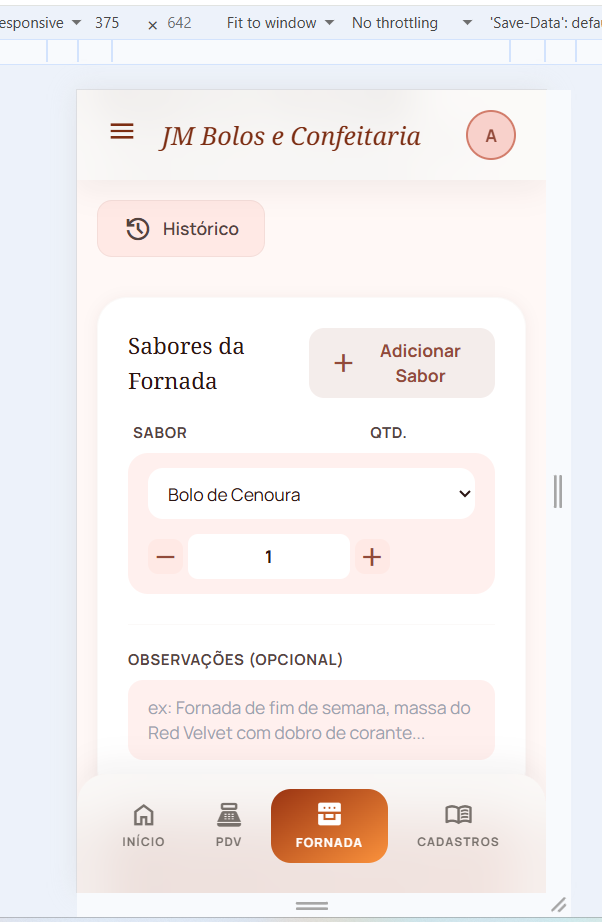 esponsive 375 × 642 Fit to window No throttling 'Save-Data': defau
JM Bolos e Confeitaria A
Histórico
Sabores da
Fornada
Adicionar
Sabor
SABOR QTD.
Bolo de Cenoura
1
OBSERVAÇÕES (OPCIONAL)
ex: Fornada de fim de semana, massa do
Red Velvet com dobro de corante...
INÍCIO PDV FORNADA CADASTROS